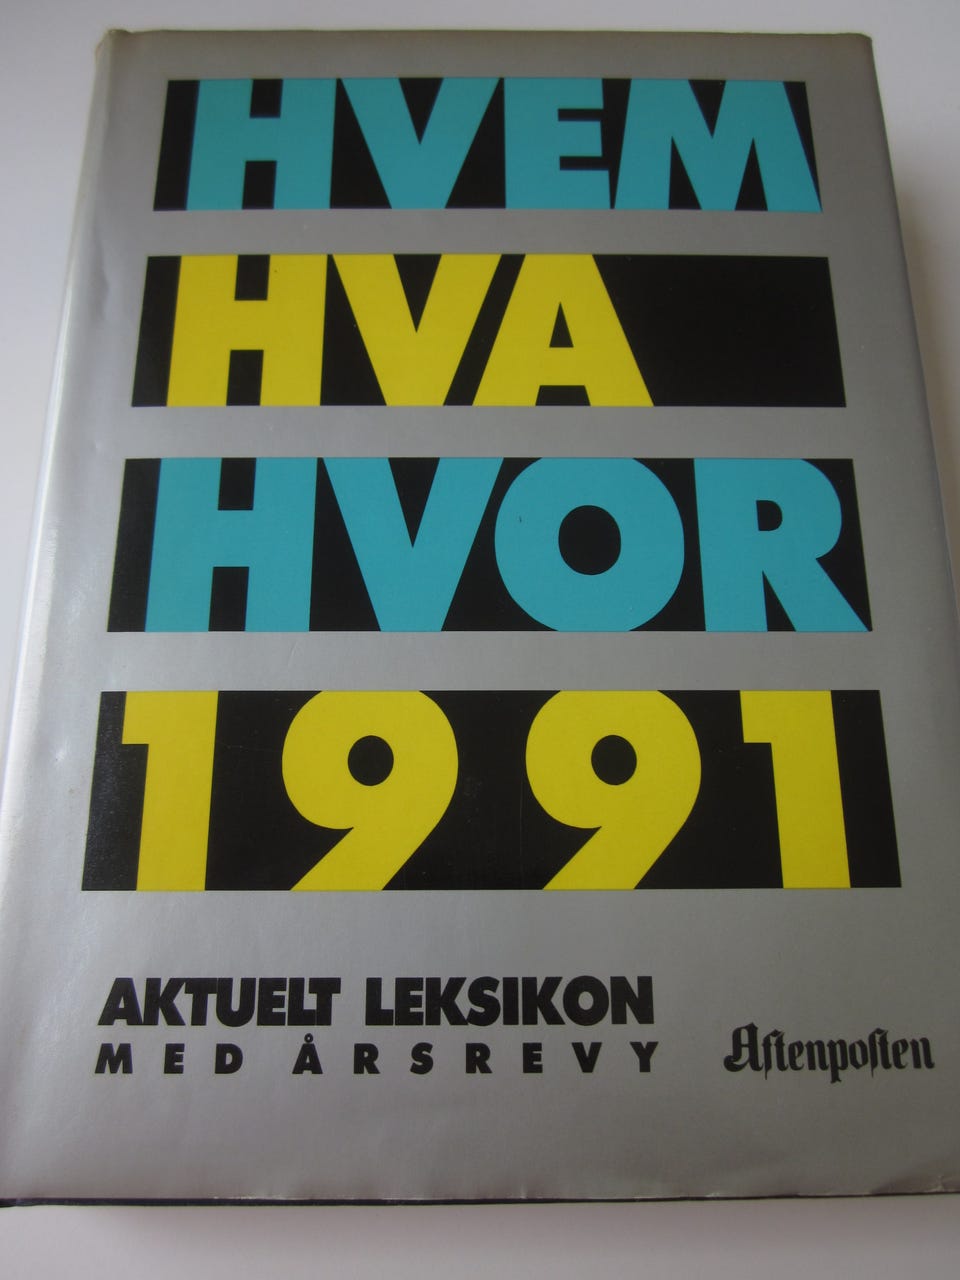 HVEM
HVA
HVOR
1991
AKTUELT LEKSIKON
MED ÅRSREVY
Aftenposten